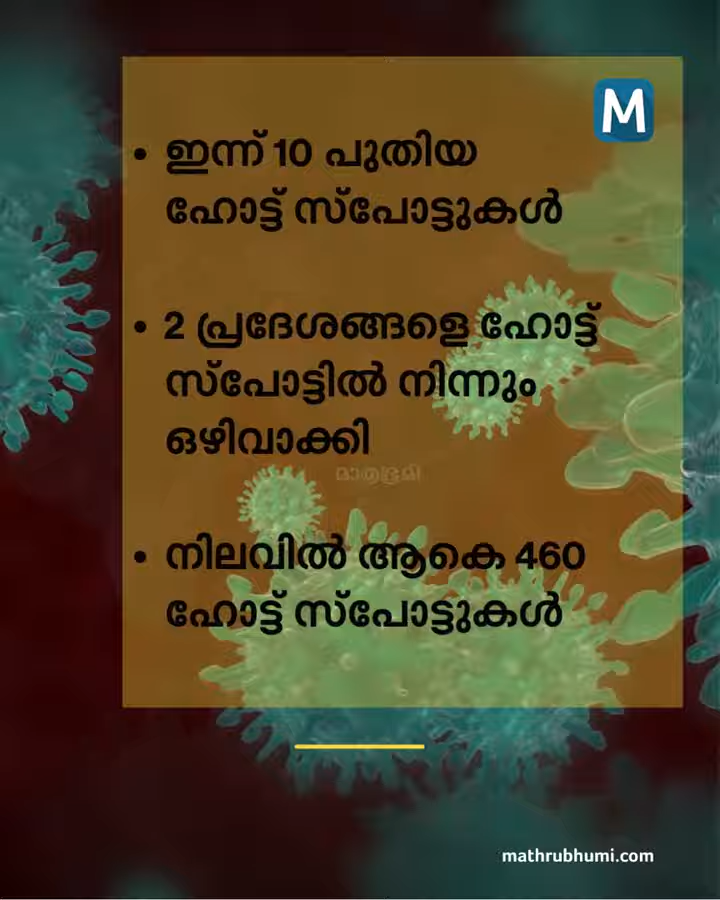 M
• ഇന്ന് 10 പുതിയ
ഹോട്ട് സ്പോട്ടുകൾ
• 2 പ്രദേശങ്ങളെ ഹോട്ട്
സ്പോട്ടിൽ നിന്നും
ഒഴിവാക്കി
മാതൃഭൂമി
• നിലവിൽ ആകെ 460
ഹോട്ട് സ്പോട്ടുകൾ
mathrubhumi.com